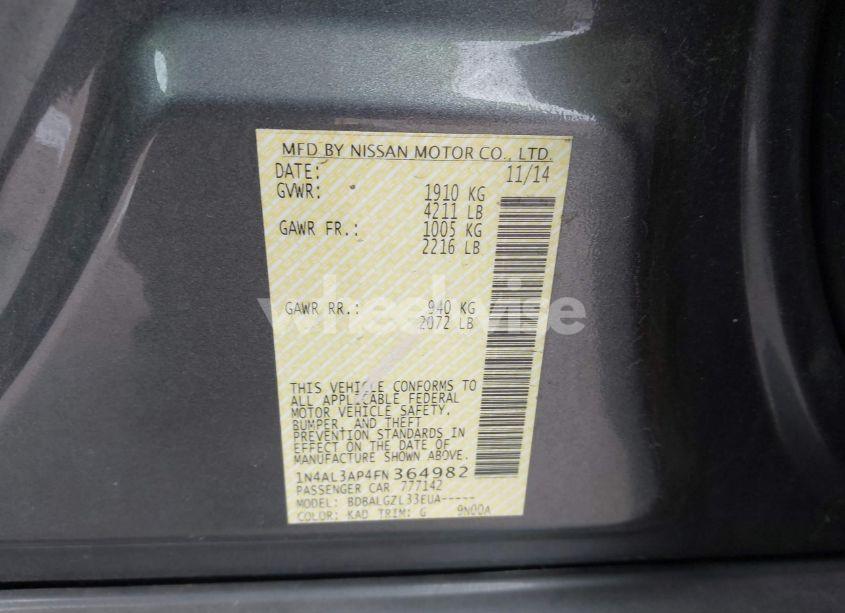 MFD BY NISSAN MOTOR CO., LTD.
DATE: 11/14
GVWR: 1910 KG
4211 LB
GAWR FR.: 1005 KG
2216 LB
GAWR RR.: 940 KG
2072 LB
wheelwise
THIS VEHICLE CONFORMS TO
ALL APPLICABLE FEDERAL
MOTOR VEHICLE SAFETY,
BUMPER, AND THEFT
PREVENTION STANDARDS IN
EFFECT ON THE DATE OF
MANUFACTURE SHOWN ABOVE.
1N4AL3AP4FN364982
PASSENGER CAR 777142
MODEL: BDBALGZL33EUA-----
COLOR: KAD TRIM: G 9N00A